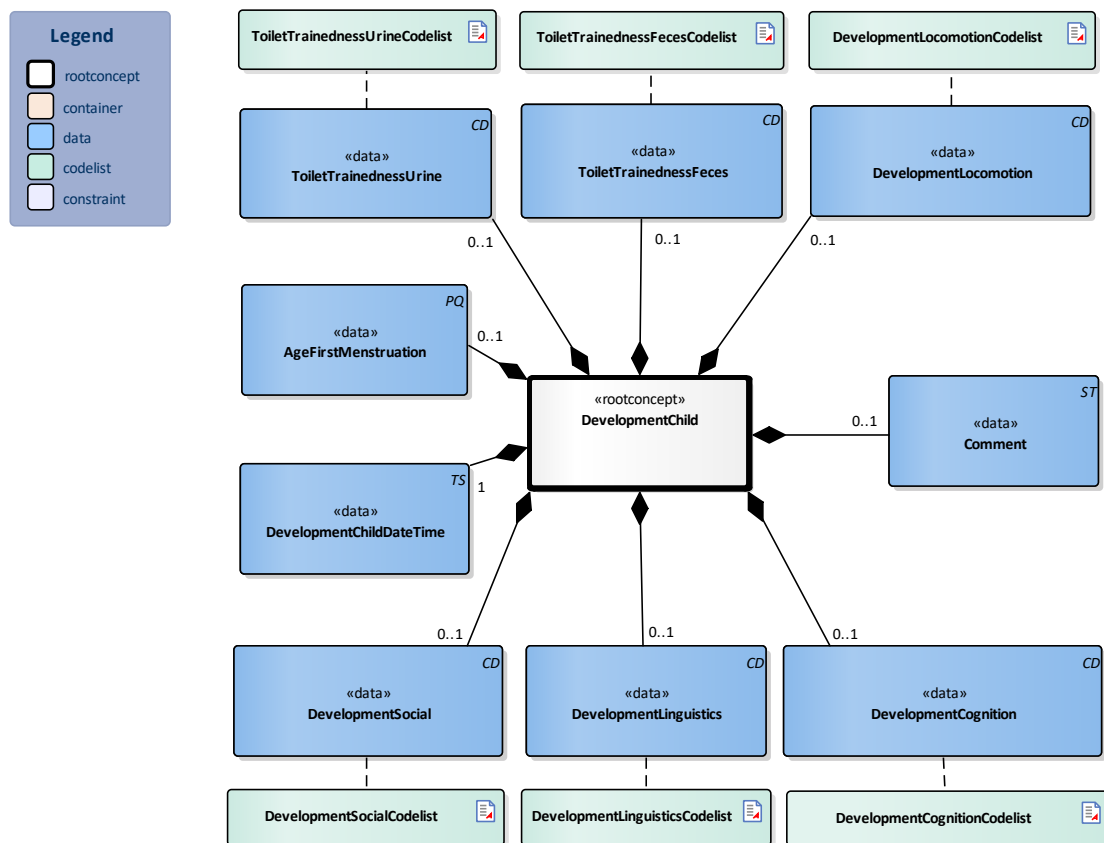 Legend
rootconcept
container
data
codelist
constraint
ToiletTrainednessUrineCodelist
ToiletTrainednessFecesCodelist
DevelopmentLocomotionCodelist
CD
«data»
ToiletTrainednessUrine
CD
«data»
ToiletTrainednessFeces
CD
«data»
DevelopmentLocomotion
0..1
0..1
0..1
PQ
«data»
AgeFirstMenstruation
0..1
«rootconcept»
DevelopmentChild
ST
«data»
Comment
0..1
TS
«data»
DevelopmentChildDateTime
1
0..1
0..1
0..1
CD
«data»
DevelopmentSocial
CD
«data»
DevelopmentLinguistics
CD
«data»
DevelopmentCognition
DevelopmentSocialCodelist
DevelopmentLinguisticsCodelist
DevelopmentCognitionCodelist